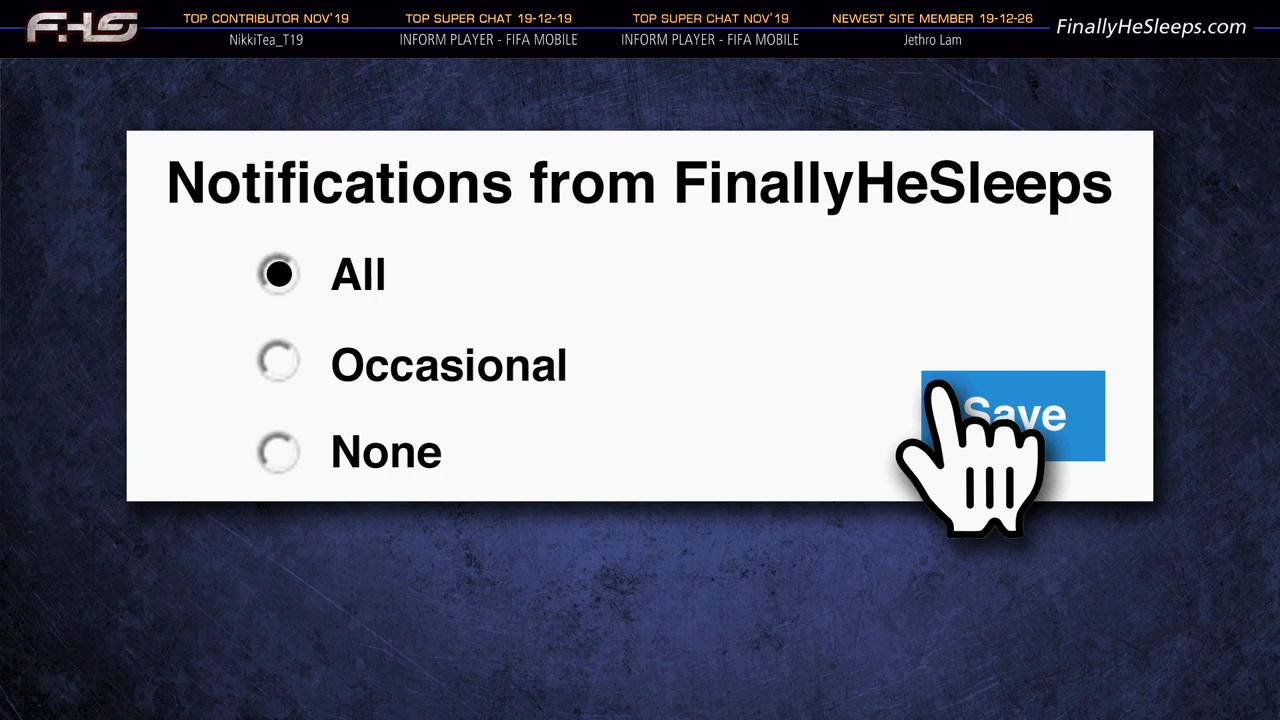 FHS
TOP CONTRIBUTOR NOV'19
NikkiTea_T19
TOP SUPER CHAT 19-12-19
INFORM PLAYER - FIFA MOBILE
TOP SUPER CHAT NOV'19
INFORM PLAYER - FIFA MOBILE
NEWEST SITE MEMBER 19-12-26
Jethro Lam
FinallyHeSleeps.com
Notifications from FinallyHeSleeps
All
Occasional
None
Save